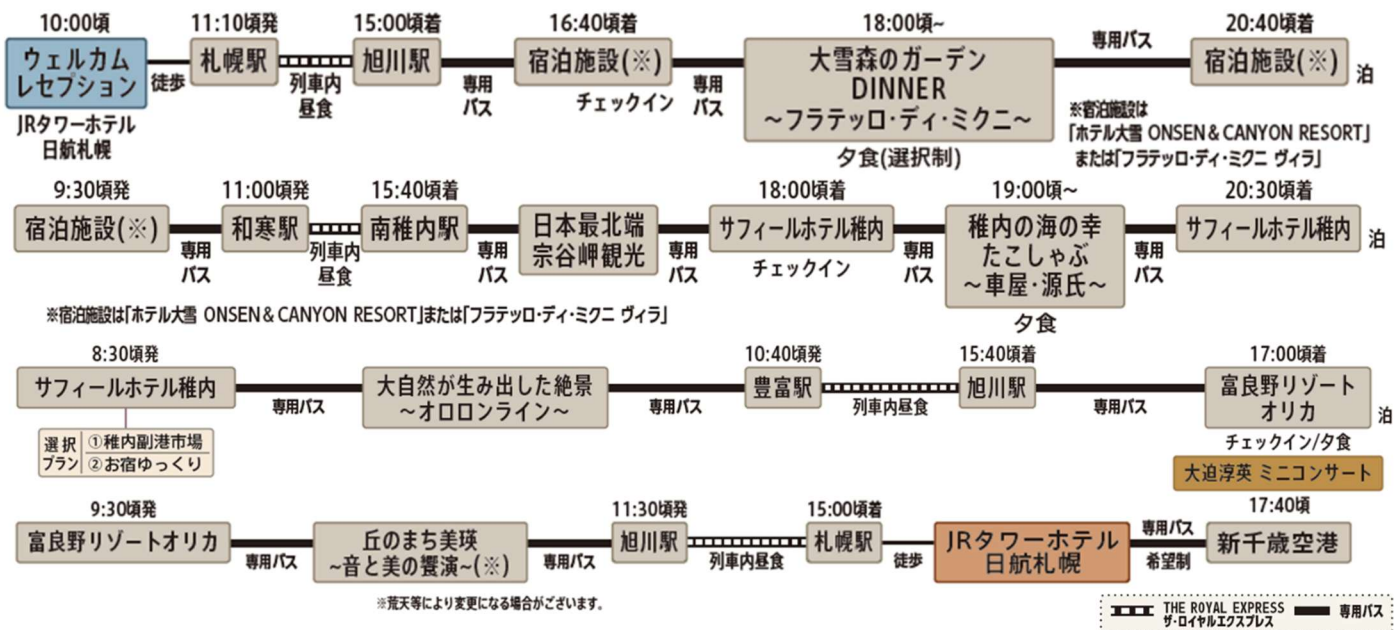 10:00頃
ウェルカム
レセプション
JRタワーホテル
日航札幌
徒歩
11:10頃発
札幌駅
列車内
昼食
15:00頃着
旭川駅
専用
バス
16:40頃着
宿泊施設(※)
チェックイン
専用
バス
18:00頃~
大雪森のガーデン
DINNER
～フラテッロ・ディ・ミクニ～
夕食(選択制)
専用バス
20:40頃着
宿泊施設(※)
泊
※宿泊施設は
「ホテル大雪 ONSEN & CANYON RESORT」
または「フラテッロ・ディ・ミクニ ヴィラ」
9:30頃発
宿泊施設(※)
専用
バス
11:00頃発
和寒駅
列車内
昼食
15:40頃着
南稚内駅
専用
バス
日本最北端
宗谷岬観光
専用
バス
18:00頃着
サフィールホテル稚内
チェックイン
専用
バス
19:00頃～
稚内の海の幸
たこしゃぶ
～車屋・源氏～
夕食
専用
バス
20:30頃着
サフィールホテル稚内
泊
※宿泊施設は「ホテル大雪 ONSEN & CANYON RESORT」または「フラテッロ・ディ・ミクニ ヴィラ」
8:30頃発
サフィールホテル稚内
選択
プラン
①稚内副港市場
②お宿ゆっくり
専用バス
大自然が生み出した絶景
～オロロンライン～
専用バス
10:40頃発
豊富駅
列車内昼食
15:40頃着
旭川駅
専用バス
17:00頃着
富良野リゾート
オリカ
泊
チェックイン/夕食
大迫淳英 ミニコンサート
9:30頃発
富良野リゾートオリカ
専用バス
丘のまち美瑛
~音と美の饗演~(※)
※荒天等により変更になる場合がございます。
専用バス
11:30頃発
旭川駅
列車内昼食
15:00頃着
札幌駅
徒歩
JRタワーホテル
日航札幌
専用バス
希望制
17:40頃
新千歳空港
THE ROYAL EXPRESS
ザ・ロイヤルエクスプレス
専用バス